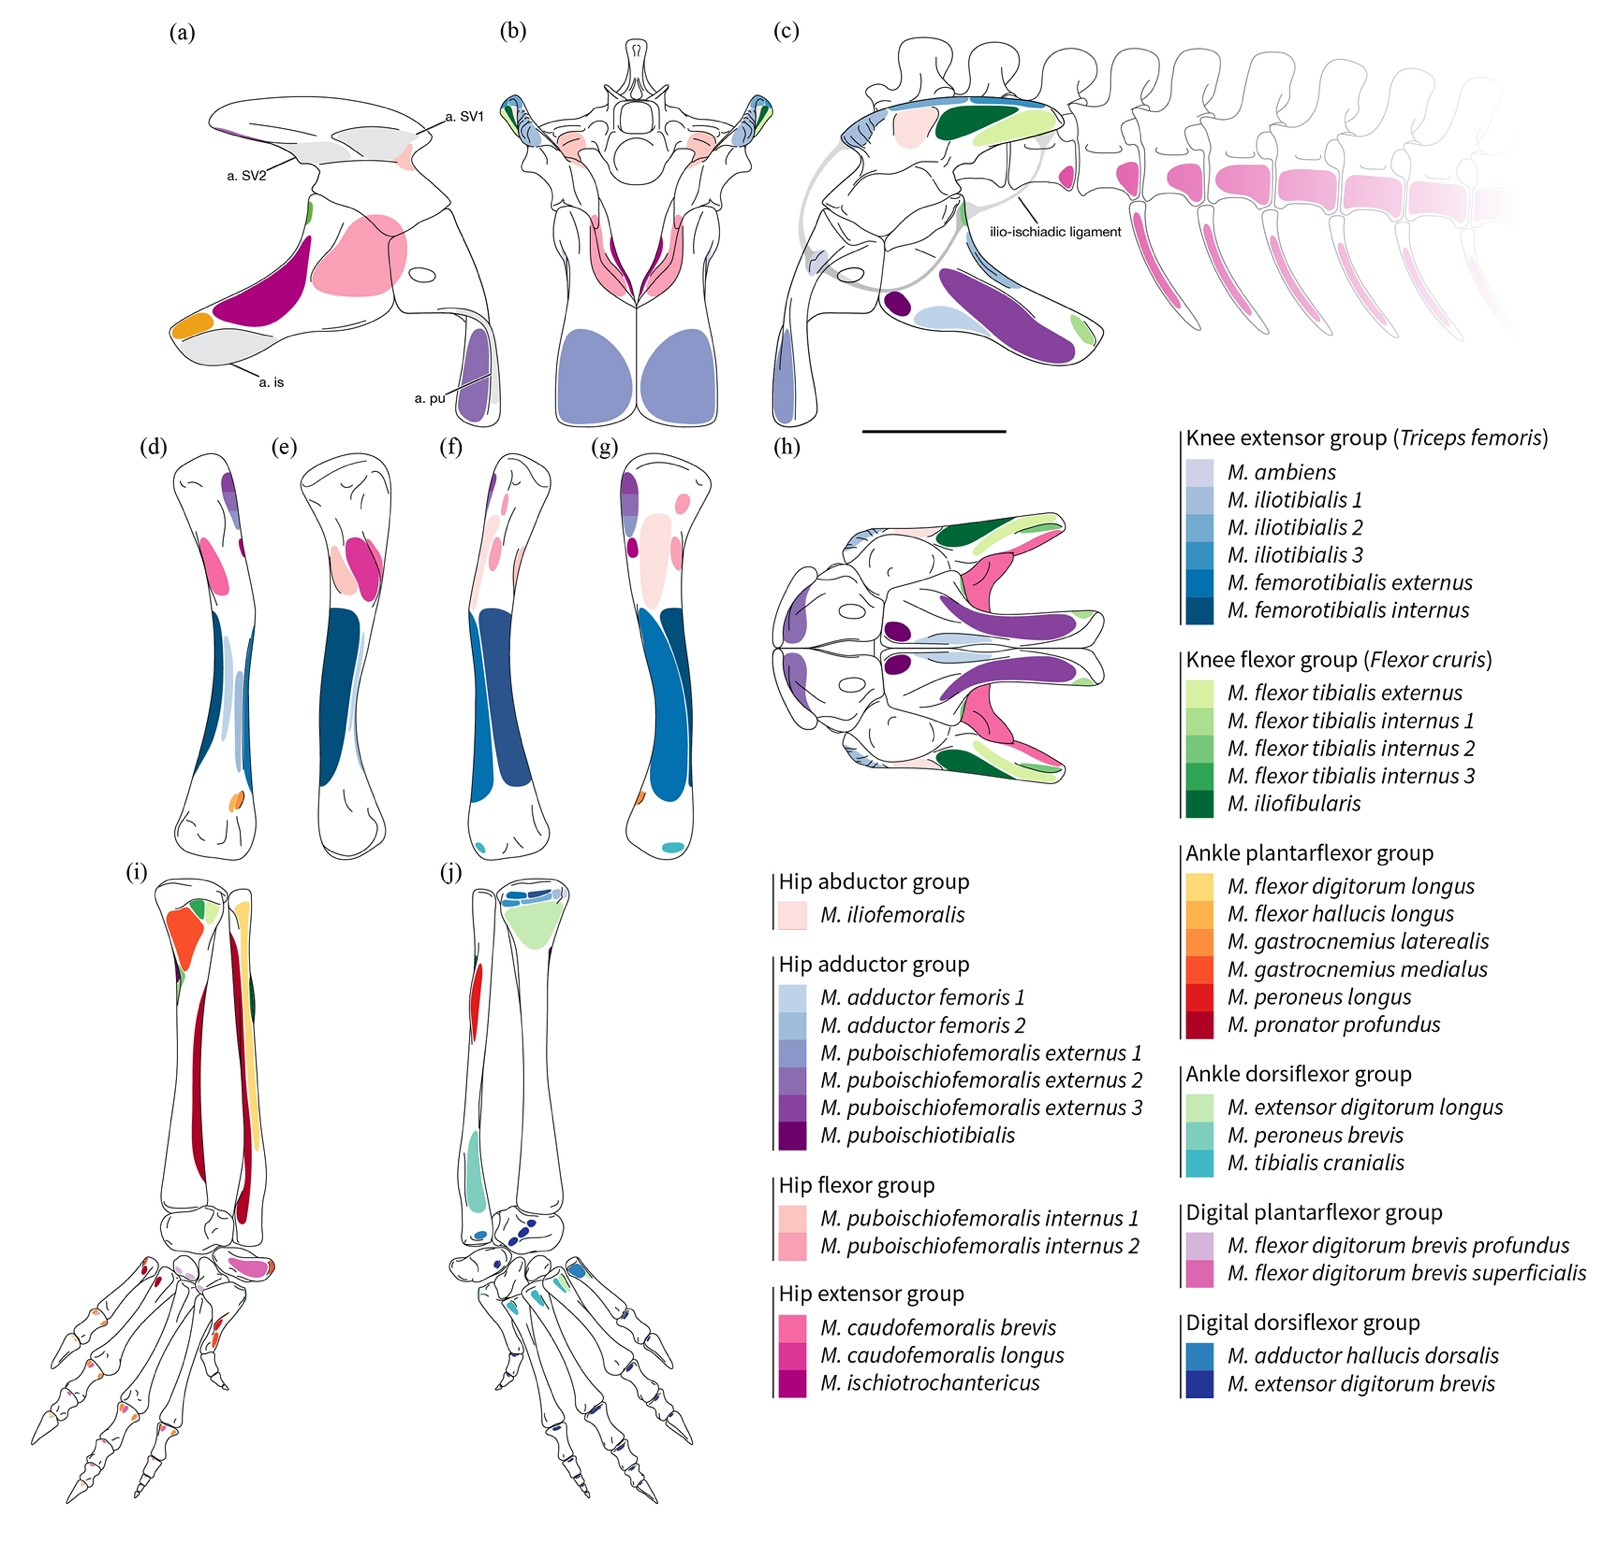 (a)
(b)
(c)
a. SV1
a. SV2
ilio-ischiadic ligament
a. is
a. pu
(d)
(e)
(f)
(g)
(h)
(i)
(j)
Hip abductor group
M. iliofemoralis
Hip adductor group
M. adductor femoris 1
M. adductor femoris 2
M. puboischiofemoralis externus 1
M. puboischiofemoralis externus 2
M. puboischiofemoralis externus 3
M. puboischiotibialis
Hip flexor group
M. puboischiofemoralis internus 1
M. puboischiofemoralis internus 2
Hip extensor group
M. caudofemoralis brevis
M. caudofemoralis longus
M. ischiotrochantericus
Knee extensor group (Triceps femoris)
M. ambiens
M. iliotibialis 1
M. iliotibialis 2
M. iliotibialis 3
M. femorotibialis externus
M. femorotibialis internus
Knee flexor group (Flexor cruris)
M. flexor tibialis externus
M. flexor tibialis internus 1
M. flexor tibialis internus 2
M. flexor tibialis internus 3
M. iliofibularis
Ankle plantarflexor group
M. flexor digitorum longus
M. flexor hallucis longus
M. gastrocnemius laterealis
M. gastrocnemius medialus
M. peroneus longus
M. pronator profundus
Ankle dorsiflexor group
M. extensor digitorum longus
M. peroneus brevis
M. tibialis cranialis
Digital plantarflexor group
M. flexor digitorum brevis profundus
M. flexor digitorum brevis superficialis
Digital dorsiflexor group
M. adductor hallucis dorsalis
M. extensor digitorum brevis